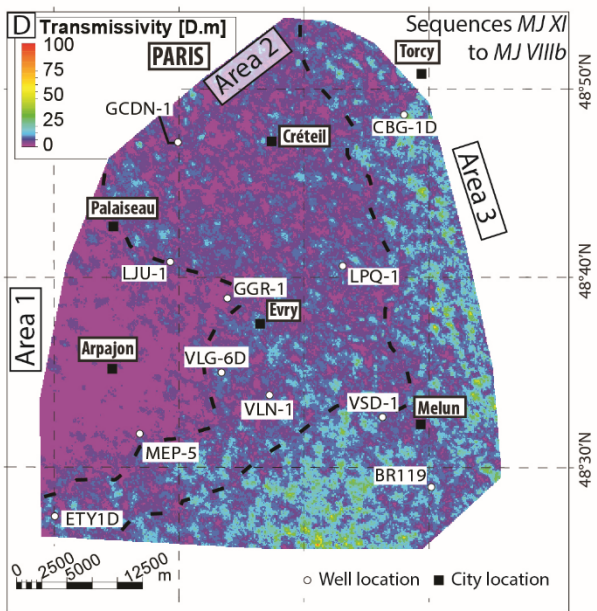 D Transmissivity [D.m]
100
75
50
25
0
PARIS
Area 2
Sequences MJ XI
to MJ VIIIb
Torcy
48°50'N
GCDN-1
CBG-1D
Créteil
Area 3
Palaiseau
LJU-1
GGR-1
LPQ-1
48°40'N
Area 1
Evry
Arpajon
VLG-6D
VLN-1
VSD-1
Melun
MEP-5
48°30'N
BR119
ETY1D
0 2500 5000 12500
m
Well location
City location